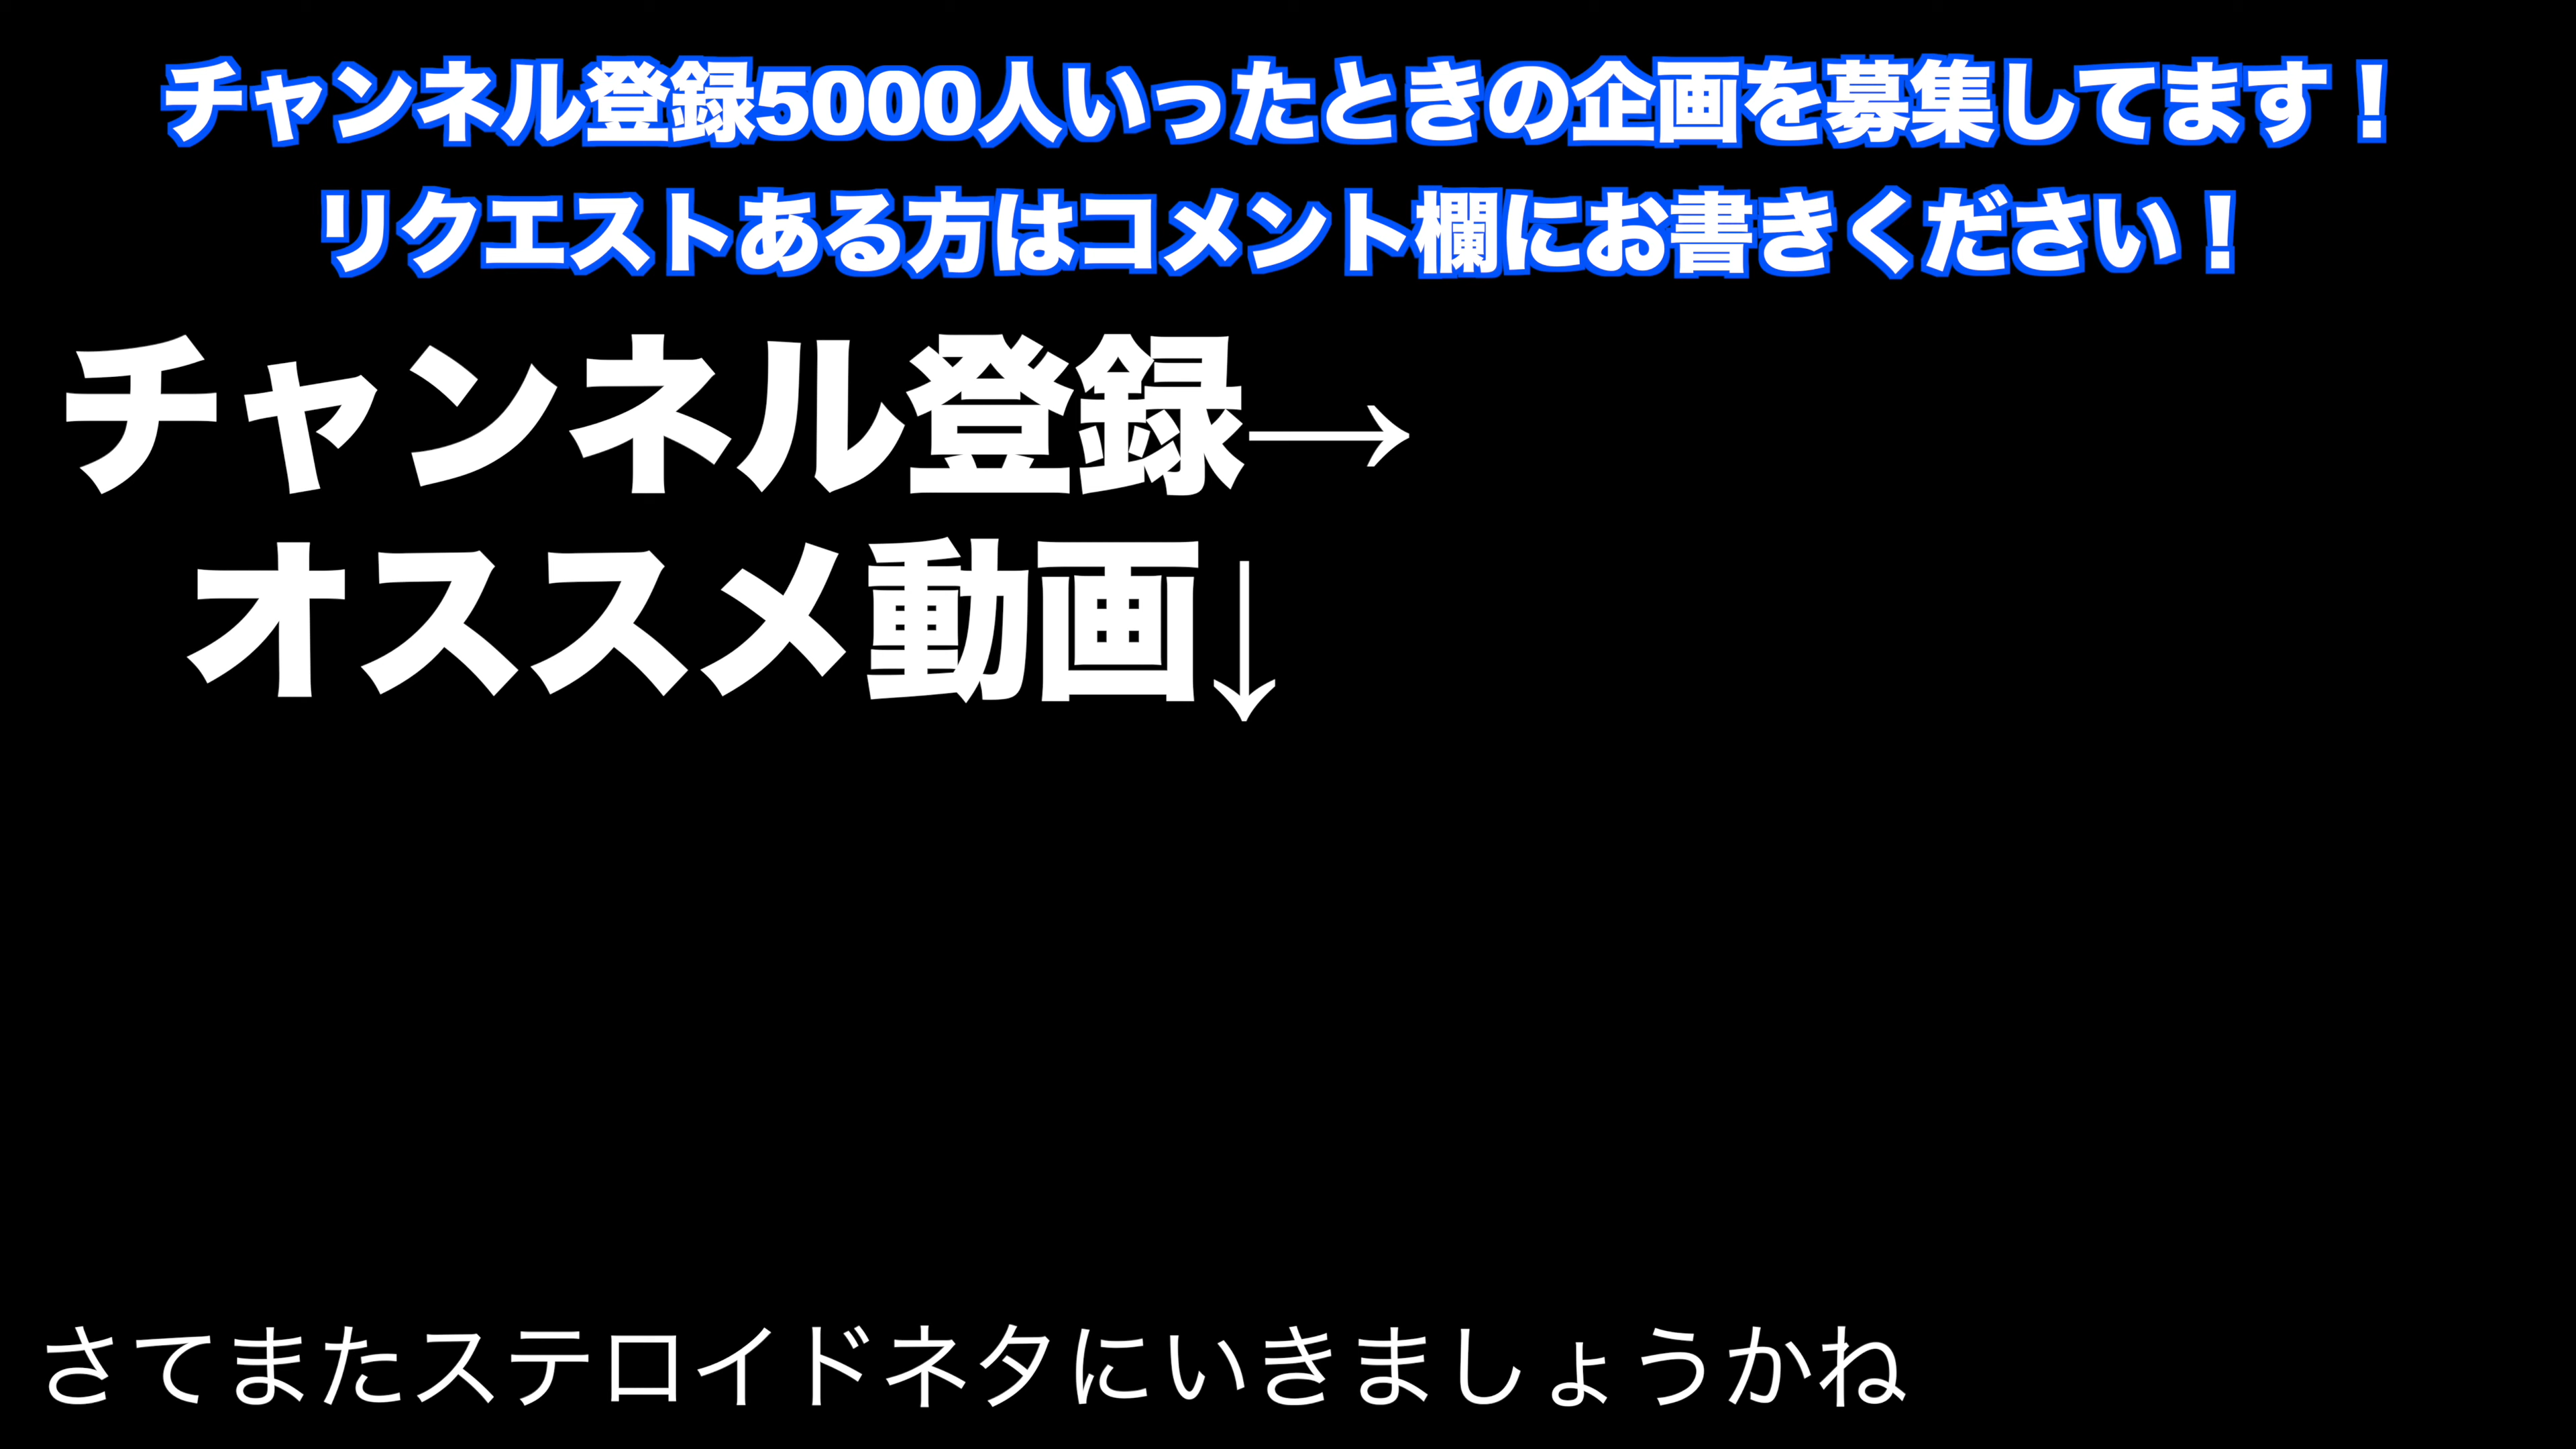 チャンネル登録5000人いったときの企画を募集してます！
リクエストある方はコメント欄にお書きください！
チャンネル登録→
オススメ動画↓
さてまたステロイドネタにいきましょうかね